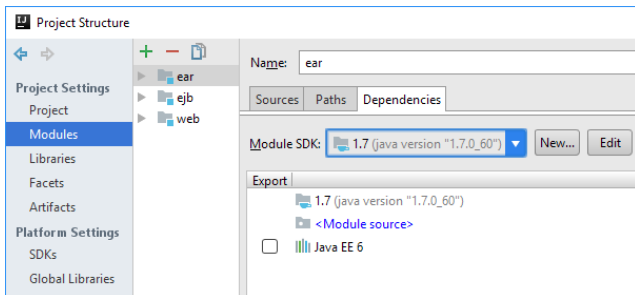 Project Structure
Project Settings
Project
Modules
Libraries
Facets
Artifacts
Platform Settings
SDKs
Global Libraries
ear
ejb
web
Name: ear
Sources Paths Dependencies
Module SDK: 1.7 (java version "1.7.0_60") New... Edit
Export
1.7 (java version "1.7.0_60")
<Module source>
Java EE 6